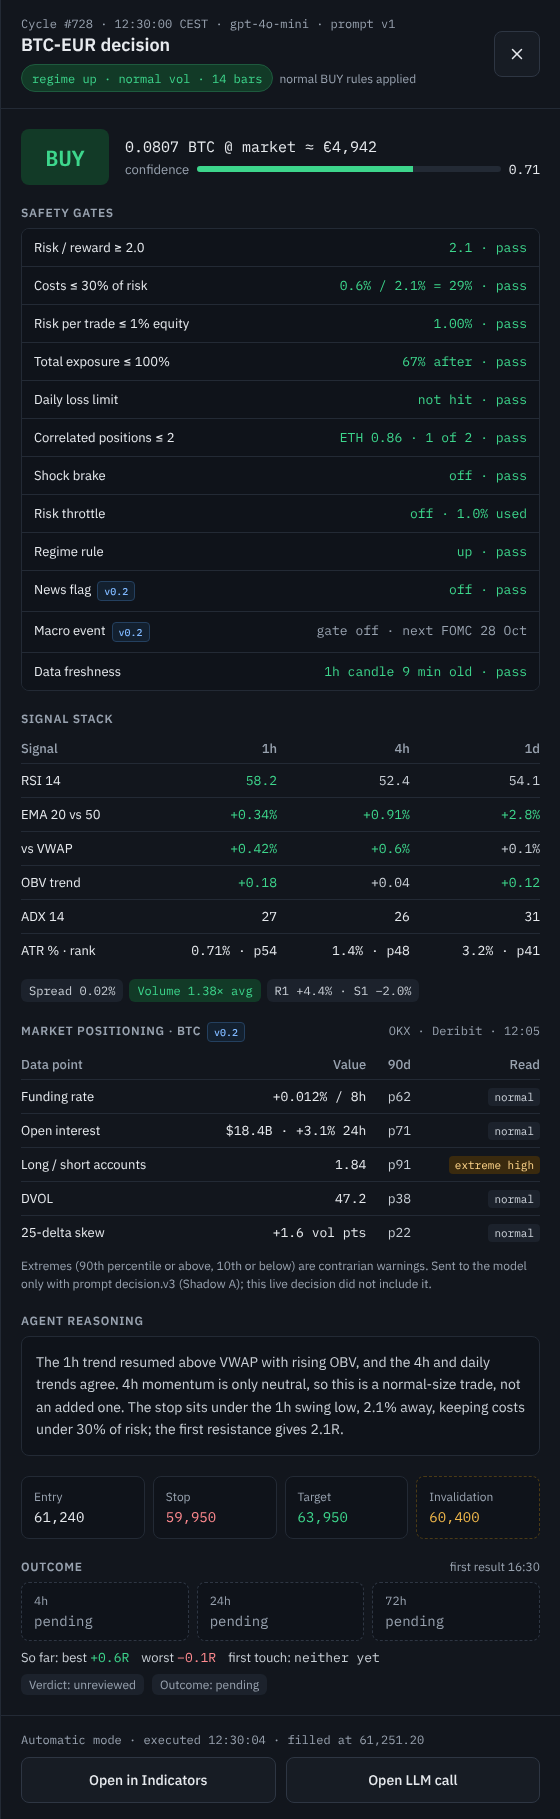 Cycle #728 · 12:30:00 CEST · gpt-4o-mini · prompt v1
BTC-EUR decision
regime up · normal vol · 14 bars normal BUY rules applied
BUY
0.0807 BTC @ market ≈ €4,942
confidence 0.71
SAFETY GATES
Risk / reward ≥ 2.0 2.1 · pass
Costs ≤ 30% of risk 0.6% / 2.1% = 29% · pass
Risk per trade ≤ 1% equity 1.00% · pass
Total exposure ≤ 100% 67% after · pass
Daily loss limit not hit · pass
Correlated positions ≤ 2 ETH 0.86 · 1 of 2 · pass
Shock brake off · pass
Risk throttle off · 1.0% used
Regime rule up · pass
News flag v0.2 off · pass
Macro event v0.2 gate off · next FOMC 28 Oct
Data freshness 1h candle 9 min old · pass
SIGNAL STACK
Signal 1h 4h 1d
RSI 14 58.2 52.4 54.1
EMA 20 vs 50 +0.34% +0.91% +2.8%
vs VWAP +0.42% +0.6% +0.1%
OBV trend +0.18 +0.04 +0.12
ADX 14 27 26 31
ATR % · rank 0.71% · p54 1.4% · p48 3.2% · p41
Spread 0.02% Volume 1.38× avg R1 +4.4% · S1 −2.0%
MARKET POSITIONING · BTC v0.2 OKX · Deribit · 12:05
Data point Value 90d Read
Funding rate +0.012% / 8h p62 normal
Open interest $18.4B · +3.1% 24h p71 normal
Long / short accounts 1.84 p91 extreme high
DVOL 47.2 p38 normal
25-delta skew +1.6 vol pts p22 normal
Extremes (90th percentile or above, 10th or below) are contrarian warnings. Sent to the model
only with prompt decision.v3 (Shadow A); this live decision did not include it.
AGENT REASONING
The 1h trend resumed above VWAP with rising OBV, and the 4h and daily
trends agree. 4h momentum is only neutral, so this is a normal-size trade, not
an added one. The stop sits under the 1h swing low, 2.1% away, keeping costs
under 30% of risk; the first resistance gives 2.1R.
Entry Stop Target Invalidation
61,240 59,950 63,950 60,400
OUTCOME first result 16:30
4h 24h 72h
pending pending pending
So far: best +0.6R worst −0.1R first touch: neither yet
Verdict: unreviewed Outcome: pending
Automatic mode · executed 12:30:04 · filled at 61,251.20
Open in Indicators Open LLM call